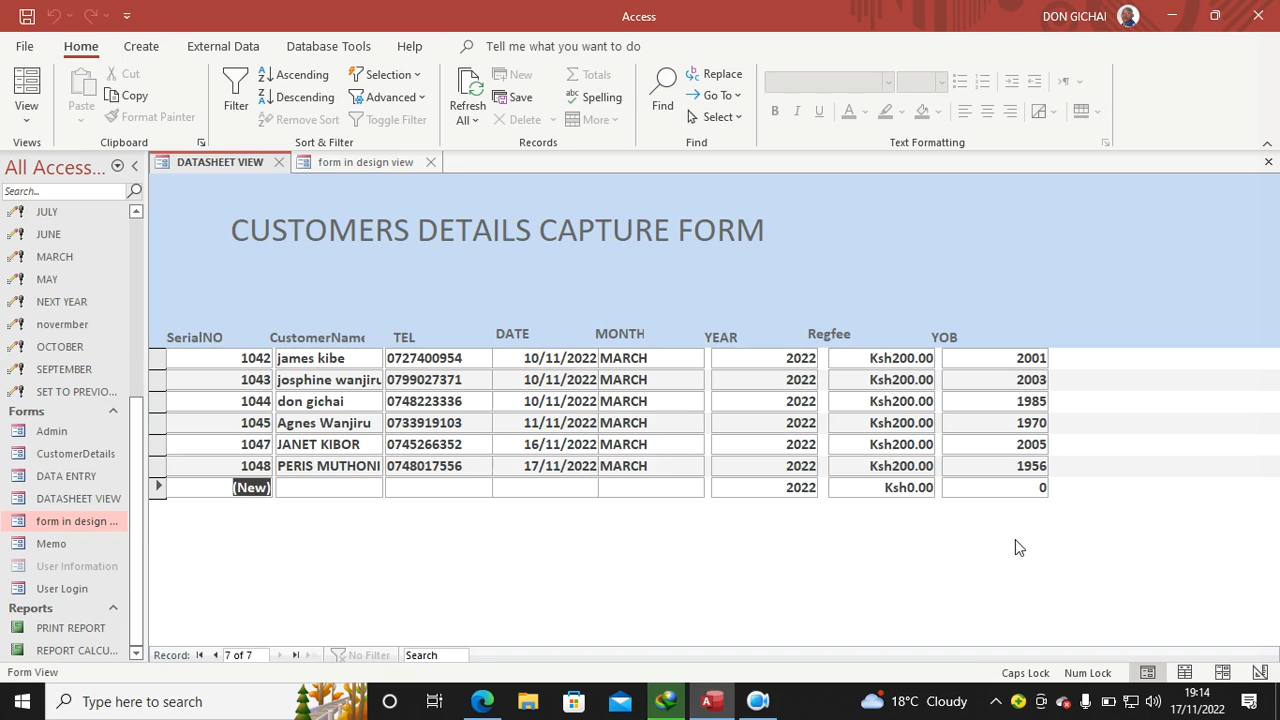 Access
DON GICHAI
File Home Create External Data Database Tools Help Tell me what you want to do
View
Views
Paste
Cut
Copy
Format Painter
Clipboard
Filter
Ascending
Descending
Remove Sort
Selection
Advanced
Toggle Filter
Sort & Filter
Refresh
All
New
Save
Delete
Totals
Spelling
More
Records
Find
Replace
Go To
Select
Find
B I U A
Text Formatting
All Access...
Search...
JULY
JUNE
MARCH
MAY
NEXT YEAR
novermber
OCTOBER
SEPTEMBER
SET TO PREVIO...
Forms
Admin
CustomerDetails
DATA ENTRY
DATASHEET VIEW
form in design ...
Memo
User Information
User Login
Reports
PRINT REPORT
REPORT CALCU...
DATASHEET VIEW form in design view
CUSTOMERS DETAILS CAPTURE FORM
SerialNO CustomerName TEL DATE MONTH YEAR Regfee YOB
1042 james kibe 0727400954 10/11/2022 MARCH 2022 Ksh200.00 2001
1043 josphine wanjiru 0799027371 10/11/2022 MARCH 2022 Ksh200.00 2003
1044 don gichai 0748223336 10/11/2022 MARCH 2022 Ksh200.00 1985
1045 Agnes Wanjiru 0733919103 11/11/2022 MARCH 2022 Ksh200.00 1970
1047 JANET KIBOR 0745266352 16/11/2022 MARCH 2022 Ksh200.00 2005
1048 PERIS MUTHONI 0748017556 17/11/2022 MARCH 2022 Ksh200.00 1956
(New) 2022 Ksh0.00 0
Record: 7 of 7 No Filter Search
Form View Caps Lock Num Lock
Type here to search
18°C Cloudy
19:14
17/11/2022